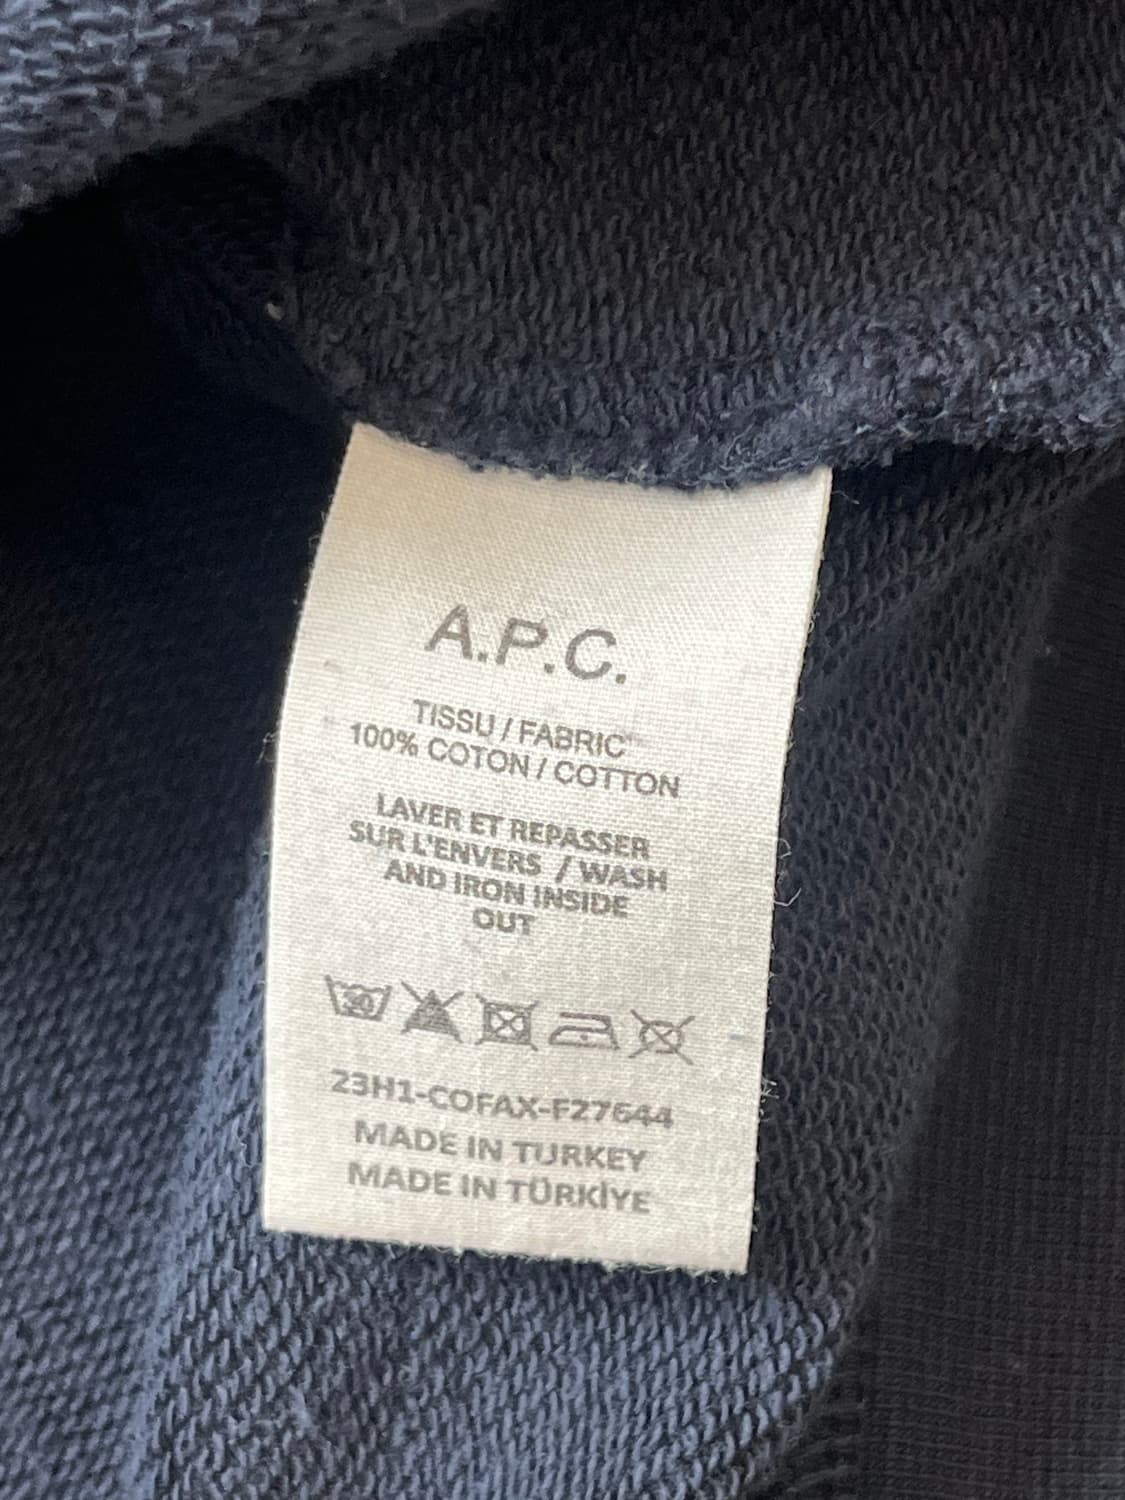 A.P.C.
TISSU / FABRIC
100% COTON / COTTON
LAVER ET REPASSER
SUR L'ENVERS / WASH
AND IRON INSIDE
OUT
30
23H1-COFAX-F27644
MADE IN TURKEY
MADE IN TÜRKİYE